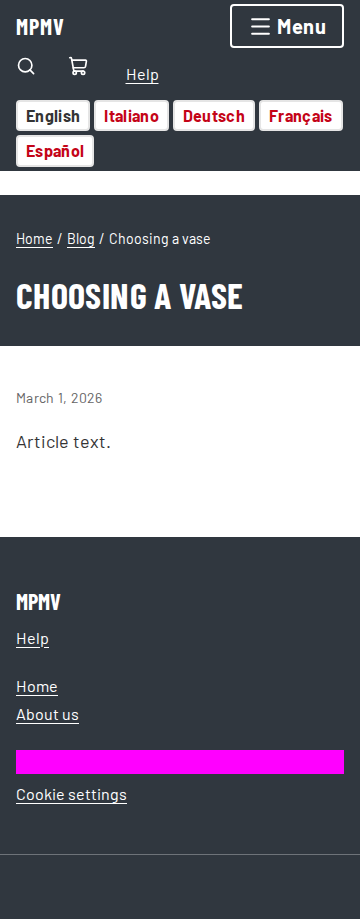 MPMV
Menu
Help
English Italiano Deutsch Français
Español
Home / Blog / Choosing a vase
CHOOSING A VASE
March 1, 2026
Article text.
MPMV
Help
Home
About us
Cookie settings